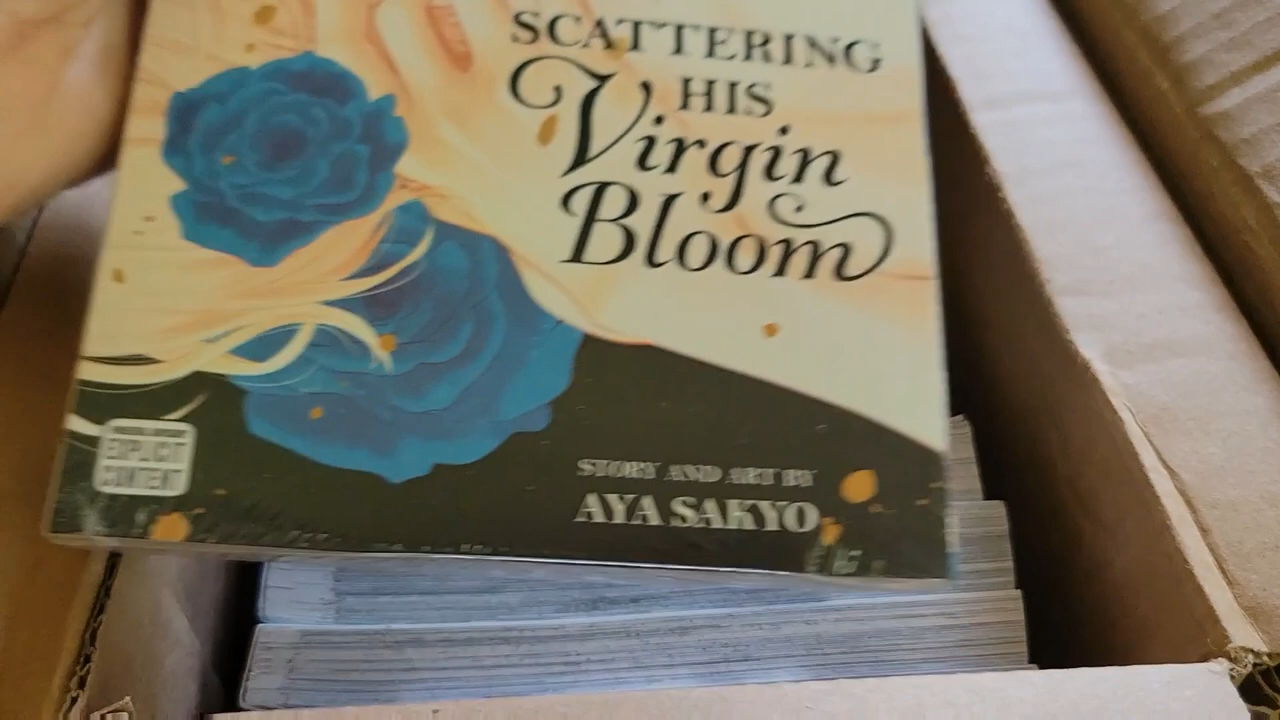 SCATTERING
HIS
Virgin
Bloom
EXPLICIT
CONTENT
STORY AND ART BY
AYA SAKYO